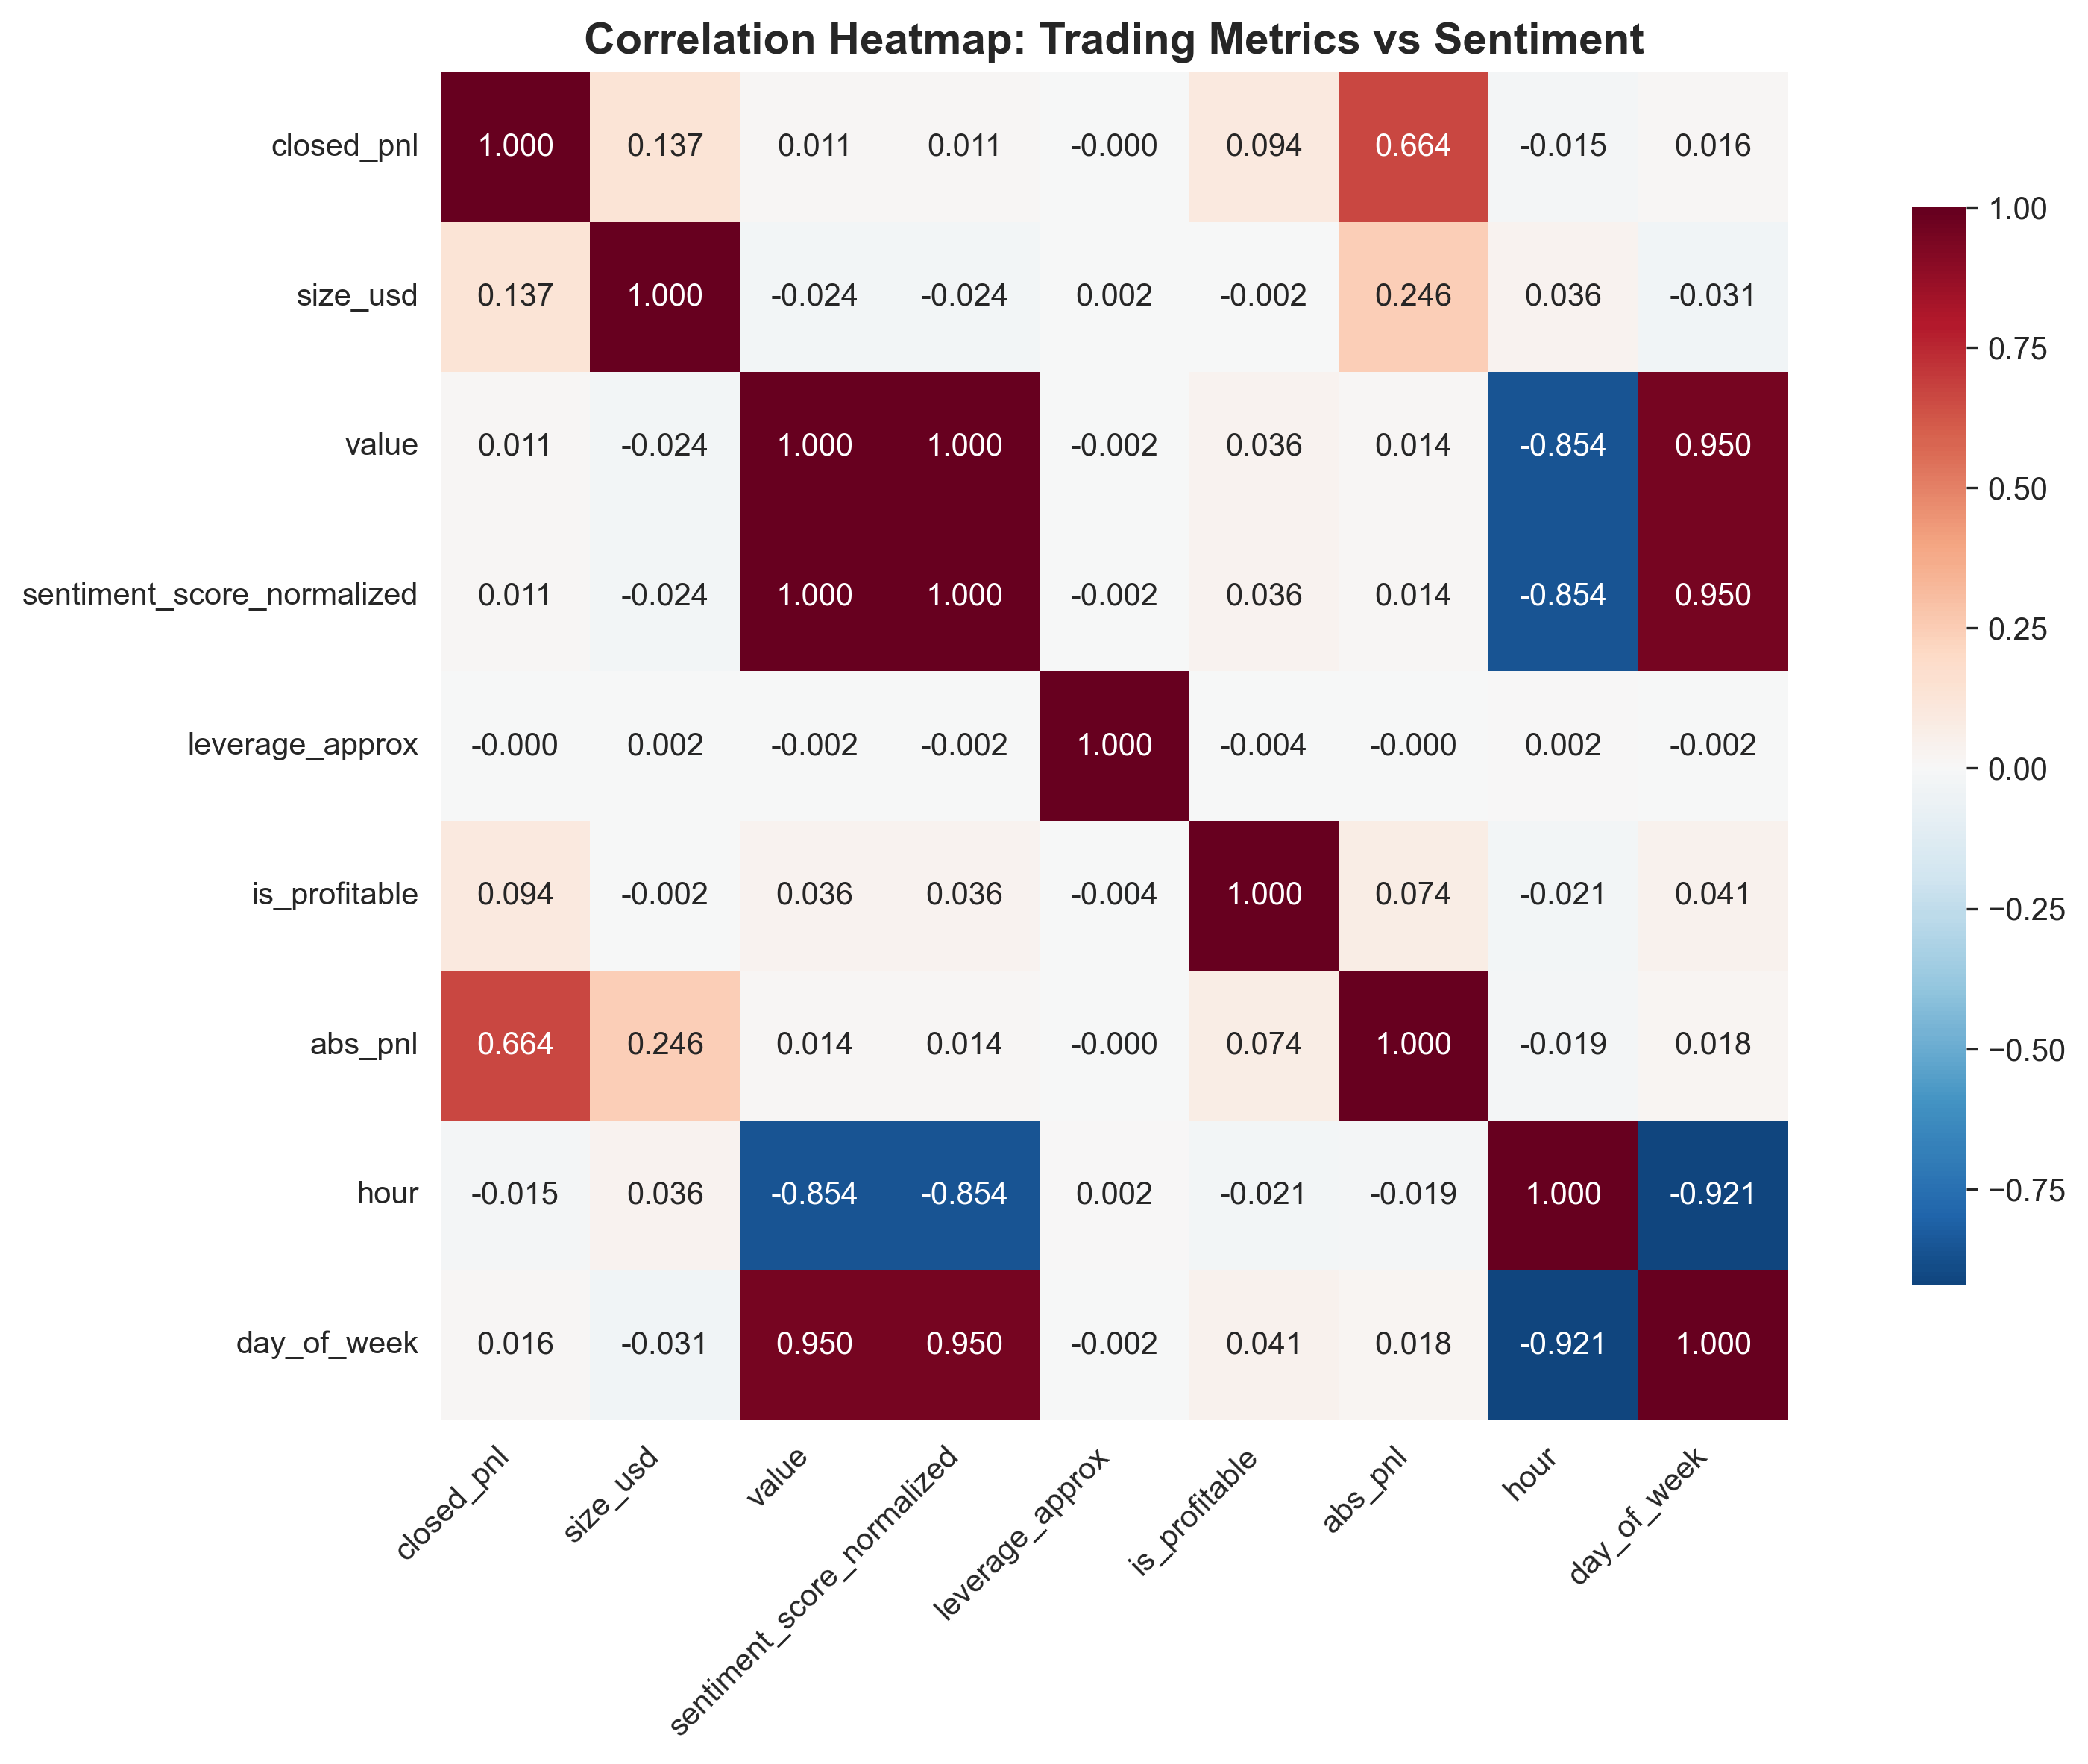 Correlation Heatmap: Trading Metrics vs Sentiment
closed_pnl 1.000 0.137 0.011 0.011 -0.000 0.094 0.664 -0.015 0.016
size_usd 0.137 1.000 -0.024 -0.024 0.002 -0.002 0.246 0.036 -0.031
value 0.011 -0.024 1.000 1.000 -0.002 0.036 0.014 -0.854 0.950
sentiment_score_normalized 0.011 -0.024 1.000 1.000 -0.002 0.036 0.014 -0.854 0.950
leverage_approx -0.000 0.002 -0.002 -0.002 1.000 -0.004 -0.000 0.002 -0.002
is_profitable 0.094 -0.002 0.036 0.036 -0.004 1.000 0.074 -0.021 0.041
abs_pnl 0.664 0.246 0.014 0.014 -0.000 0.074 1.000 -0.019 0.018
hour -0.015 0.036 -0.854 -0.854 0.002 -0.021 -0.019 1.000 -0.921
day_of_week 0.016 -0.031 0.950 0.950 -0.002 0.041 0.018 -0.921 1.000
closed_pnl size_usd value sentiment_score_normalized leverage_approx is_profitable abs_pnl hour day_of_week
1.00
0.75
0.50
0.25
0.00
−0.25
−0.50
−0.75